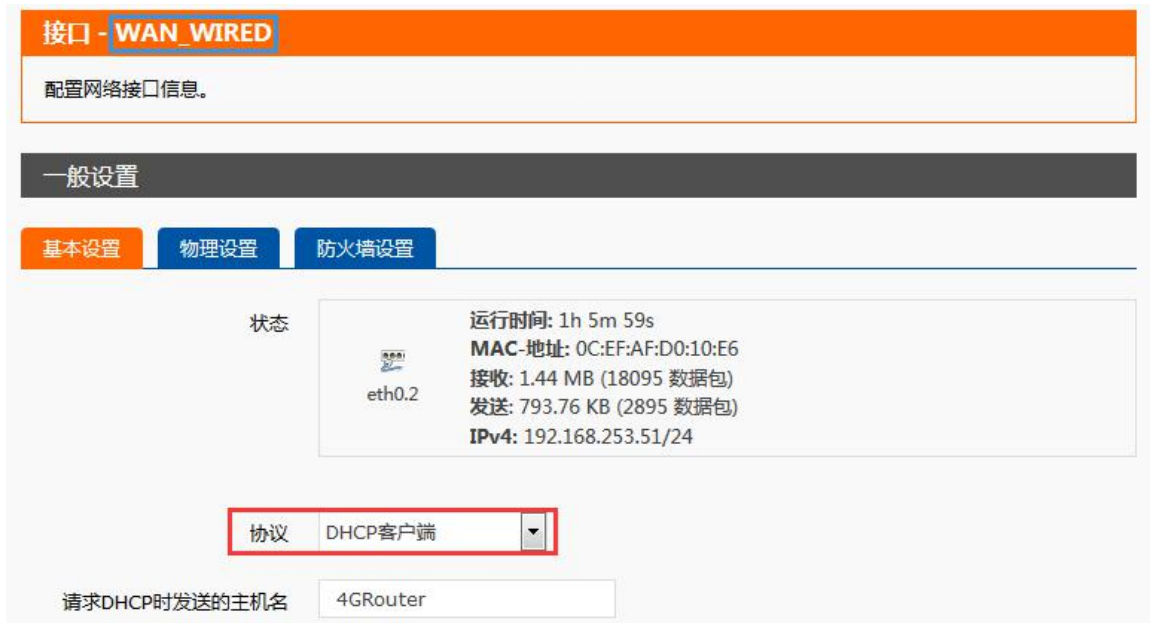 接口 - WAN_WIRED
配置网络接口信息。
一般设置
基本设置 物理设置 防火墙设置
状态
eth0.2
运行时间: 1h 5m 59s
MAC-地址: 0C:EF:AF:D0:10:E6
接收: 1.44 MB (18095 数据包)
发送: 793.76 KB (2895 数据包)
IPv4: 192.168.253.51/24
协议 DHCP客户端
请求DHCP时发送的主机名 4GRouter